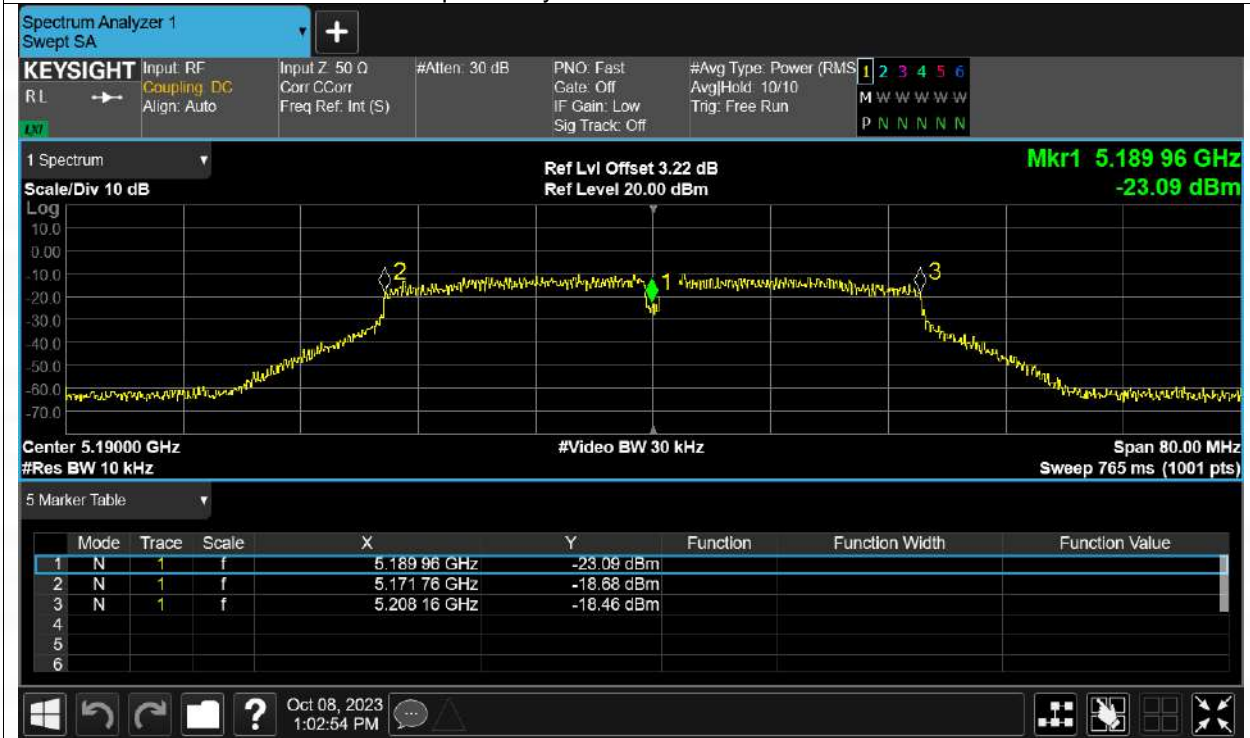 Spectrum Analyzer 1
Swept SA
+
KEYSIGHT Input: RF Input Z: 50 Ω #Atten: 30 dB PNO: Fast #Avg Type: Power (RMS 1 2 3 4 5 6
RL Coupling: DC Corr CCorr Gate: Off Avg|Hold: 10/10 M W W W W W
Align: Auto Freq Ref: Int (S) IF Gain: Low Trig: Free Run P N N N N N
LXI Sig Track: Off
1 Spectrum Ref Lvl Offset 3.22 dB Mkr1 5.189 96 GHz
Scale/Div 10 dB Ref Level 20.00 dBm -23.09 dBm
Log
10.0
0.00
-10.0
2 1 3
-20.0
-30.0
-40.0
-50.0
-60.0
-70.0
Center 5.19000 GHz #Video BW 30 kHz Span 80.00 MHz
#Res BW 10 kHz Sweep 765 ms (1001 pts)
5 Marker Table
Mode Trace Scale X Y Function Function Width Function Value
1 N 1 f 5.189 96 GHz -23.09 dBm
2 N 1 f 5.171 76 GHz -18.68 dBm
3 N 1 f 5.208 16 GHz -18.46 dBm
4
5
6
? Oct 08, 2023
1:02:54 PM